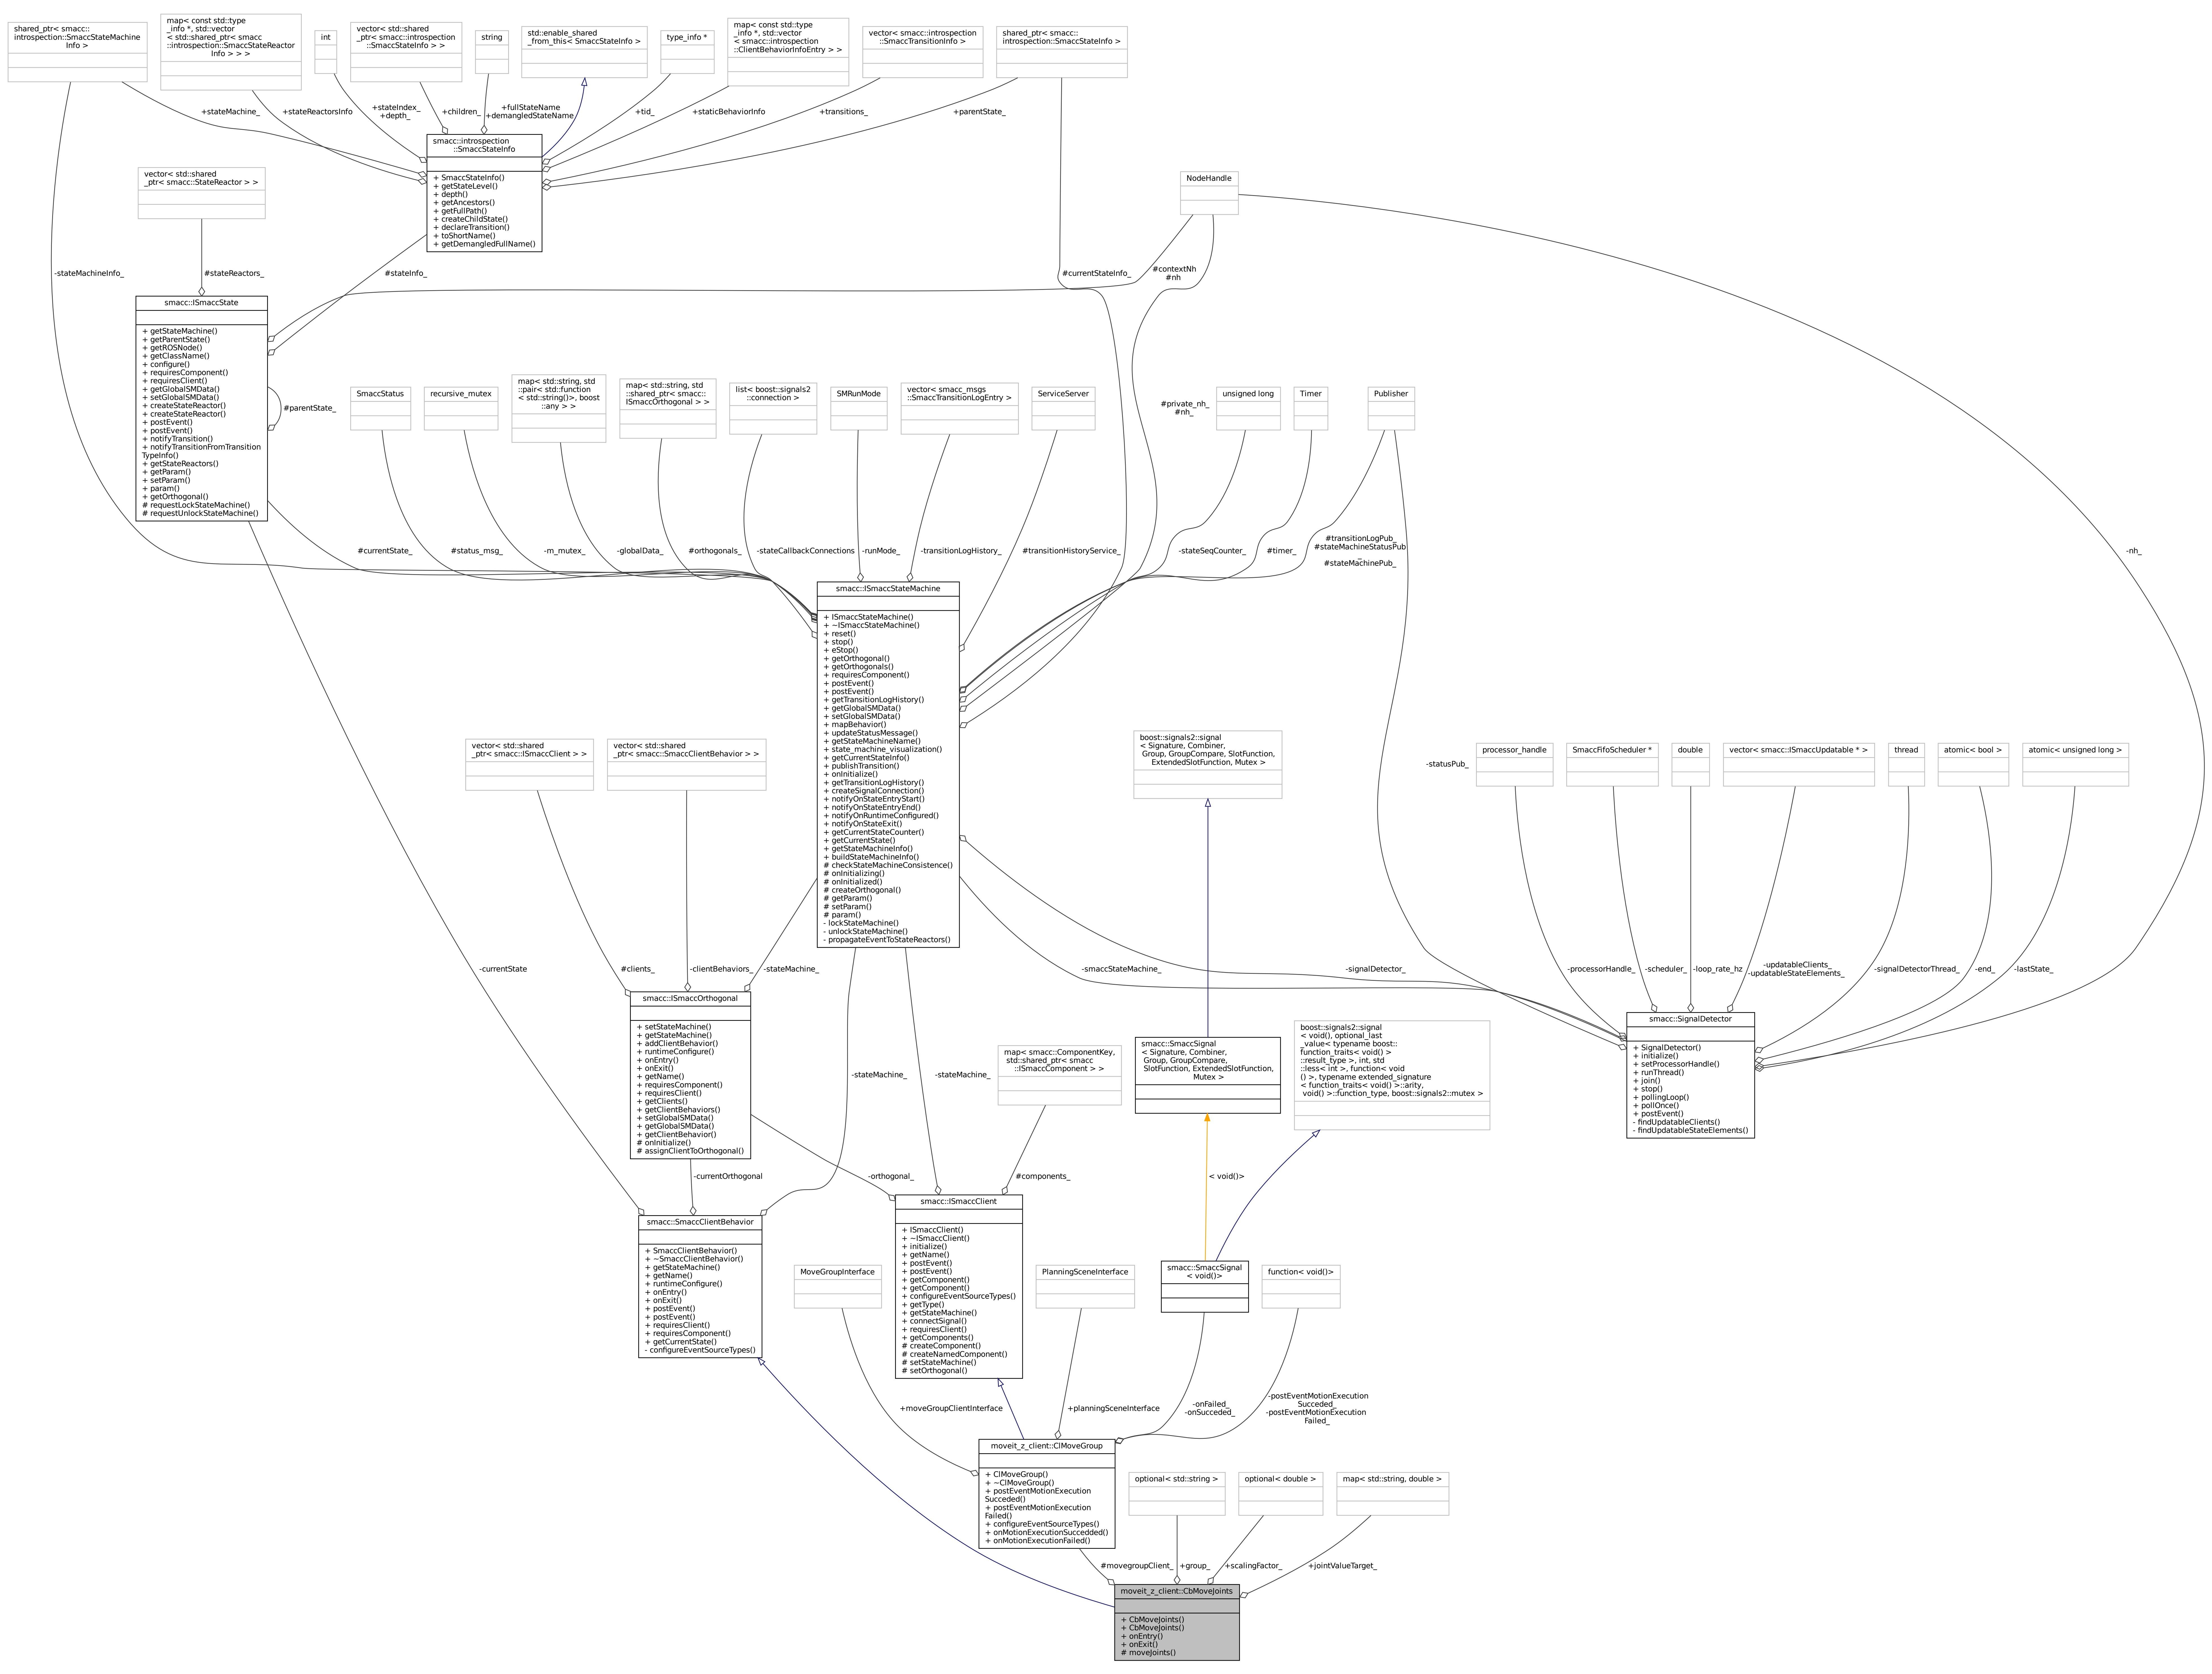 shared_ptr< smacc::
introspection::SmaccStateMachine
Info >
map< const std::type
_info *, std::vector
< std::shared_ptr< smacc
::introspection::SmaccStateReactor
Info > > >
int
vector< std::shared
_ptr< smacc::introspection
::SmaccStateInfo > >
string
std::enable_shared
_from_this< SmaccStateInfo >
type_info *
map< const std::type
_info *, std::vector
< smacc::introspection
::ClientBehaviorInfoEntry > >
vector< smacc::introspection
::SmaccTransitionInfo >
shared_ptr< smacc::
introspection::SmaccStateInfo >
+stateMachine_
+stateReactorsInfo
+stateIndex_
+depth_
+children_
+fullStateName
+demangledStateName
+tid_
+staticBehaviorInfo
+transitions_
+parentState_
smacc::introspection
::SmaccStateInfo
+ SmaccStateInfo()
+ getStateLevel()
+ depth()
+ getAncestors()
+ getFullPath()
+ createChildState()
+ declareTransition()
+ toShortName()
+ getDemangledFullName()
vector< std::shared
_ptr< smacc::StateReactor > >
NodeHandle
-stateMachineInfo_
#stateReactors_
#stateInfo_
#currentStateInfo_
#contextNh
#nh
smacc::ISmaccState
+ getStateMachine()
+ getParentState()
+ getROSNode()
+ getClassName()
+ configure()
+ requiresComponent()
+ requiresClient()
+ getGlobalSMData()
+ setGlobalSMData()
+ createStateReactor()
+ createStateReactor()
+ postEvent()
+ postEvent()
+ notifyTransition()
+ notifyTransitionFromTransition
TypeInfo()
+ getStateReactors()
+ getParam()
+ setParam()
+ param()
+ getOrthogonal()
# requestLockStateMachine()
# requestUnlockStateMachine()
#parentState_
SmaccStatus
recursive_mutex
map< std::string, std
::pair< std::function
< std::string()>, boost
::any > >
map< std::string, std
::shared_ptr< smacc::
ISmaccOrthogonal > >
list< boost::signals2
::connection >
SMRunMode
vector< smacc_msgs
::SmaccTransitionLogEntry >
ServiceServer
#private_nh_
#nh_
unsigned long
Timer
Publisher
#currentState_
#status_msg_
-m_mutex_
-globalData_
#orthogonals_
-stateCallbackConnections
-runMode_
-transitionLogHistory_
#transitionHistoryService_
-stateSeqCounter_
#timer_
#transitionLogPub_
#stateMachineStatusPub
_
#stateMachinePub_
-nh_
smacc::ISmaccStateMachine
+ ISmaccStateMachine()
+ ~ISmaccStateMachine()
+ reset()
+ stop()
+ eStop()
+ getOrthogonal()
+ getOrthogonals()
+ requiresComponent()
+ postEvent()
+ postEvent()
+ getTransitionLogHistory()
+ getGlobalSMData()
+ setGlobalSMData()
+ mapBehavior()
+ updateStatusMessage()
+ getStateMachineName()
+ state_machine_visualization()
+ getCurrentStateInfo()
+ publishTransition()
+ onInitialize()
+ getTransitionLogHistory()
+ createSignalConnection()
+ notifyOnStateEntryStart()
+ notifyOnStateEntryEnd()
+ notifyOnRuntimeConfigured()
+ notifyOnStateExit()
+ getCurrentStateCounter()
+ getCurrentState()
+ getStateMachineInfo()
+ buildStateMachineInfo()
# checkStateMachineConsistence()
# onInitializing()
# onInitialized()
# createOrthogonal()
# getParam()
# setParam()
# param()
- lockStateMachine()
- unlockStateMachine()
- propagateEventToStateReactors()
vector< std::shared
_ptr< smacc::ISmaccClient > >
vector< std::shared
_ptr< smacc::SmaccClientBehavior > >
boost::signals2::signal
< Signature, Combiner,
Group, GroupCompare, SlotFunction,
ExtendedSlotFunction, Mutex >
-statusPub_
processor_handle
SmaccFifoScheduler *
double
vector< smacc::ISmaccUpdatable * >
thread
atomic< bool >
atomic< unsigned long >
-currentState
#clients_
-clientBehaviors_
-stateMachine_
-smaccStateMachine_
-signalDetector_
-processorHandle_
-scheduler_
-loop_rate_hz
-updatableClients_
-updatableStateElements_
-signalDetectorThread_
-end_
-lastState_
smacc::ISmaccOrthogonal
+ setStateMachine()
+ getStateMachine()
+ addClientBehavior()
+ runtimeConfigure()
+ onEntry()
+ onExit()
+ getName()
+ requiresComponent()
+ requiresClient()
+ getClients()
+ getClientBehaviors()
+ setGlobalSMData()
+ getGlobalSMData()
+ getClientBehavior()
# onInitialize()
# assignClientToOrthogonal()
-stateMachine_
-stateMachine_
map< smacc::ComponentKey,
std::shared_ptr< smacc
::ISmaccComponent > >
smacc::SmaccSignal
< Signature, Combiner,
Group, GroupCompare,
SlotFunction, ExtendedSlotFunction,
Mutex >
boost::signals2::signal
< void(), optional_last
_value< typename boost::
function_traits< void() >
::result_type >, int, std
::less< int >, function< void
() >, typename extended_signature
< function_traits< void() >::arity,
void() >::function_type, boost::signals2::mutex >
smacc::SignalDetector
+ SignalDetector()
+ initialize()
+ setProcessorHandle()
+ runThread()
+ join()
+ stop()
+ pollingLoop()
+ pollOnce()
+ postEvent()
- findUpdatableClients()
- findUpdatableStateElements()
-currentOrthogonal
-orthogonal_
#components_
< void()>
smacc::SmaccClientBehavior
+ SmaccClientBehavior()
+ ~SmaccClientBehavior()
+ getStateMachine()
+ getName()
+ runtimeConfigure()
+ onEntry()
+ onExit()
+ postEvent()
+ postEvent()
+ requiresClient()
+ requiresComponent()
+ getCurrentState()
- configureEventSourceTypes()
MoveGroupInterface
smacc::ISmaccClient
+ ISmaccClient()
+ ~ISmaccClient()
+ initialize()
+ getName()
+ postEvent()
+ postEvent()
+ getComponent()
+ getComponent()
+ configureEventSourceTypes()
+ getType()
+ getStateMachine()
+ connectSignal()
+ requiresClient()
+ getComponents()
# createComponent()
# createNamedComponent()
# setStateMachine()
# setOrthogonal()
PlanningSceneInterface
smacc::SmaccSignal
< void()>
function< void()>
+moveGroupClientInterface
+planningSceneInterface
-onFailed_
-onSucceded_
-postEventMotionExecution
Succeded_
-postEventMotionExecution
Failed_
moveit_z_client::ClMoveGroup
+ ClMoveGroup()
+ ~ClMoveGroup()
+ postEventMotionExecution
Succeded()
+ postEventMotionExecution
Failed()
+ configureEventSourceTypes()
+ onMotionExecutionSuccedded()
+ onMotionExecutionFailed()
optional< std::string >
optional< double >
map< std::string, double >
#movegroupClient_
+group_
+scalingFactor_
+jointValueTarget_
moveit_z_client::CbMoveJoints
+ CbMoveJoints()
+ CbMoveJoints()
+ onEntry()
+ onExit()
# moveJoints()